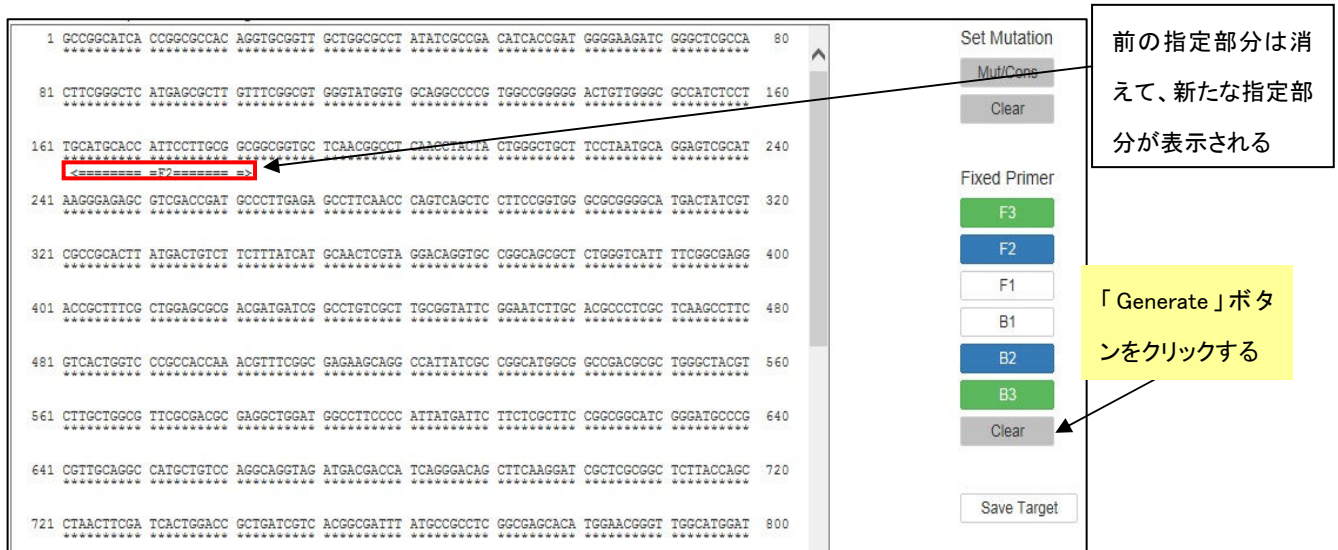 1 GCCGGCATCA CCGGCGCCAC AGGTGCGGTT GCTGGCGCCT ATATCGCCGA CATCACCGAT GGGGAAGATC GGGCTCGCCA 80
********** ********** ********** ********** ********** ********** ********** **********
81 CTTCGGGCTC ATGAGCGCTT GTTTCGGCGT GGGTATGGTG GCAGGCCCCG TGGCCGGGGG ACTGTTGGGC GCCATCTCCT 160
********** ********** ********** ********** ********** ********** ********** **********
161 TGCATGCACC ATTCCTTGCG GCGGCGGTGC TCAACGGCCT CAACCTACTA CTGGGCTGCT TCCTAATGCA GGAGTCGCAT 240
********** ********** ********** ********** ********** ********** ********** **********
<======== =F2======= =>
241 AAGGGAGAGC GTCGACCGAT GCCCTTGAGA GCCTTCAACC CAGTCAGCTC CTTCCGGTGG GCGCGGGGCA TGACTATCGT 320
********** ********** ********** ********** ********** ********** ********** **********
321 CGCCGCACTT ATGACTGTCT TCTTTATCAT GCAACTCGTA GGACAGGTGC CGGCAGCGCT CTGGGTCATT TTCGGCGAGG 400
********** ********** ********** ********** ********** ********** ********** **********
401 ACCGCTTTCG CTGGAGCGCG ACGATGATCG GCCTGTCGCT TGCGGTATTC GGAATCTTGC ACGCCCTCGC TCAAGCCTTC 480
********** ********** ********** ********** ********** ********** ********** **********
481 GTCACTGGTC CCGCCACCAA ACGTTTCGGC GAGAAGCAGG CCATTATCGC CGGCATGGCG GCCGACGCGC TGGGCTACGT 560
********** ********** ********** ********** ********** ********** ********** **********
561 CTTGCTGGCG TTCGCGACGC GAGGCTGGAT GGCCTTCCCC ATTATGATTC TTCTCGCTTC CGGCGGCATC GGGATGCCCG 640
********** ********** ********** ********** ********** ********** ********** **********
641 CGTTGCAGGC CATGCTGTCC AGGCAGGTAG ATGACGACCA TCAGGGACAG CTTCAAGGAT CGCTCGCGGC TCTTACCAGC 720
********** ********** ********** ********** ********** ********** ********** **********
721 CTAACTTCGA TCACTGGACC GCTGATCGTC ACGGCGATTT ATGCCGCCTC GGCGAGCACA TGGAACGGGT TGGCATGGAT 800
********** ********** ********** ********** ********** ********** ********** **********
Set Mutation
Mut/Cons
Clear
Fixed Primer
F3
F2
F1
B1
B2
B3
Clear
Save Target
前の指定部分は消
えて、新たな指定部
分が表示される
「Generate」ボタ
ンをクリックする